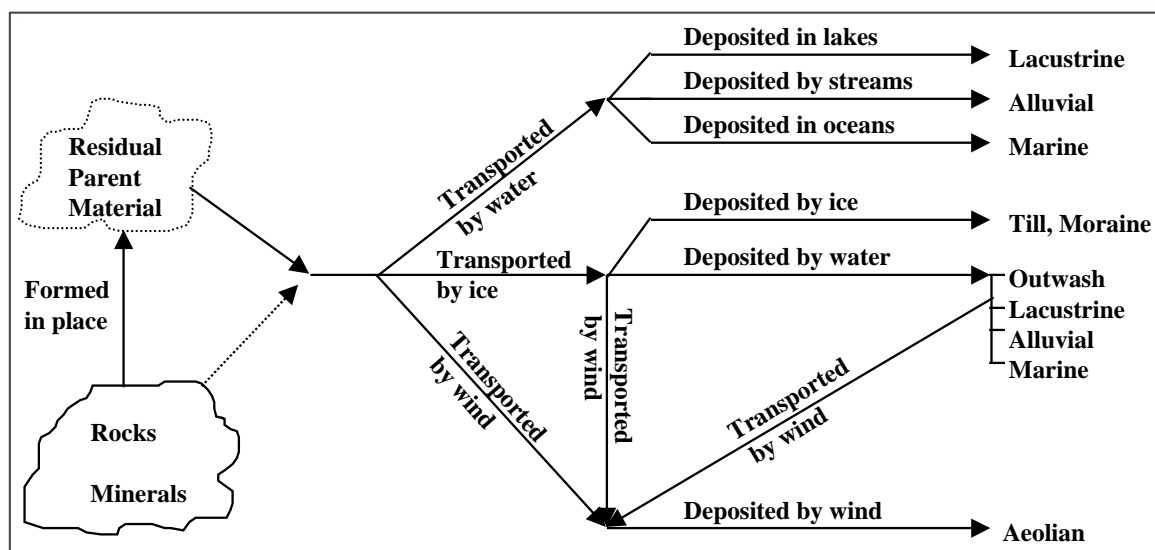 Residual
Parent
Material
Formed
in place
Rocks
Minerals
Transported
by water
Transported
by ice
Transported
by wind
Deposited in lakes
Lacustrine
Deposited by streams
Alluvial
Deposited in oceans
Marine
Deposited by ice
Till, Moraine
Deposited by water
Outwash
Lacustrine
Alluvial
Marine
Transported
by wind
Transported
by wind
Deposited by wind
Aeolian